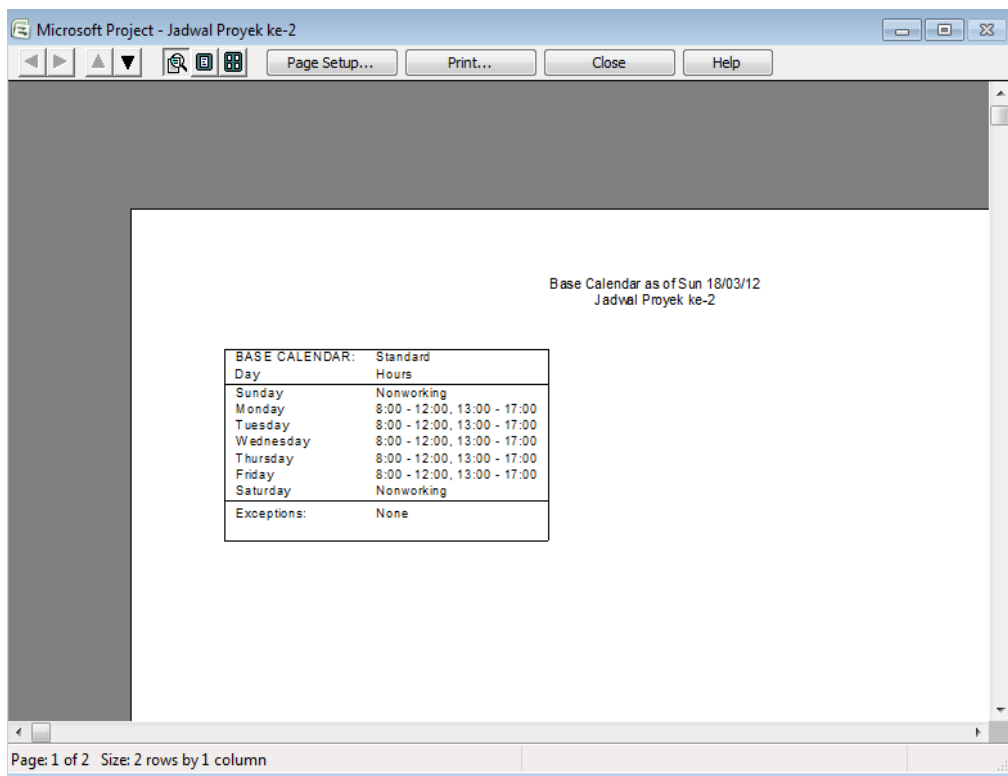 Microsoft Project - Jadwal Proyek ke-2
Page Setup... Print... Close Help
Base Calendar as of Sun 18/03/12
Jadwal Proyek ke-2
BASE CALENDAR: Standard
Day Hours
Sunday Nonworking
Monday 8:00 - 12:00, 13:00 - 17:00
Tuesday 8:00 - 12:00, 13:00 - 17:00
Wednesday 8:00 - 12:00, 13:00 - 17:00
Thursday 8:00 - 12:00, 13:00 - 17:00
Friday 8:00 - 12:00, 13:00 - 17:00
Saturday Nonworking
Exceptions: None
Page: 1 of 2 Size: 2 rows by 1 column